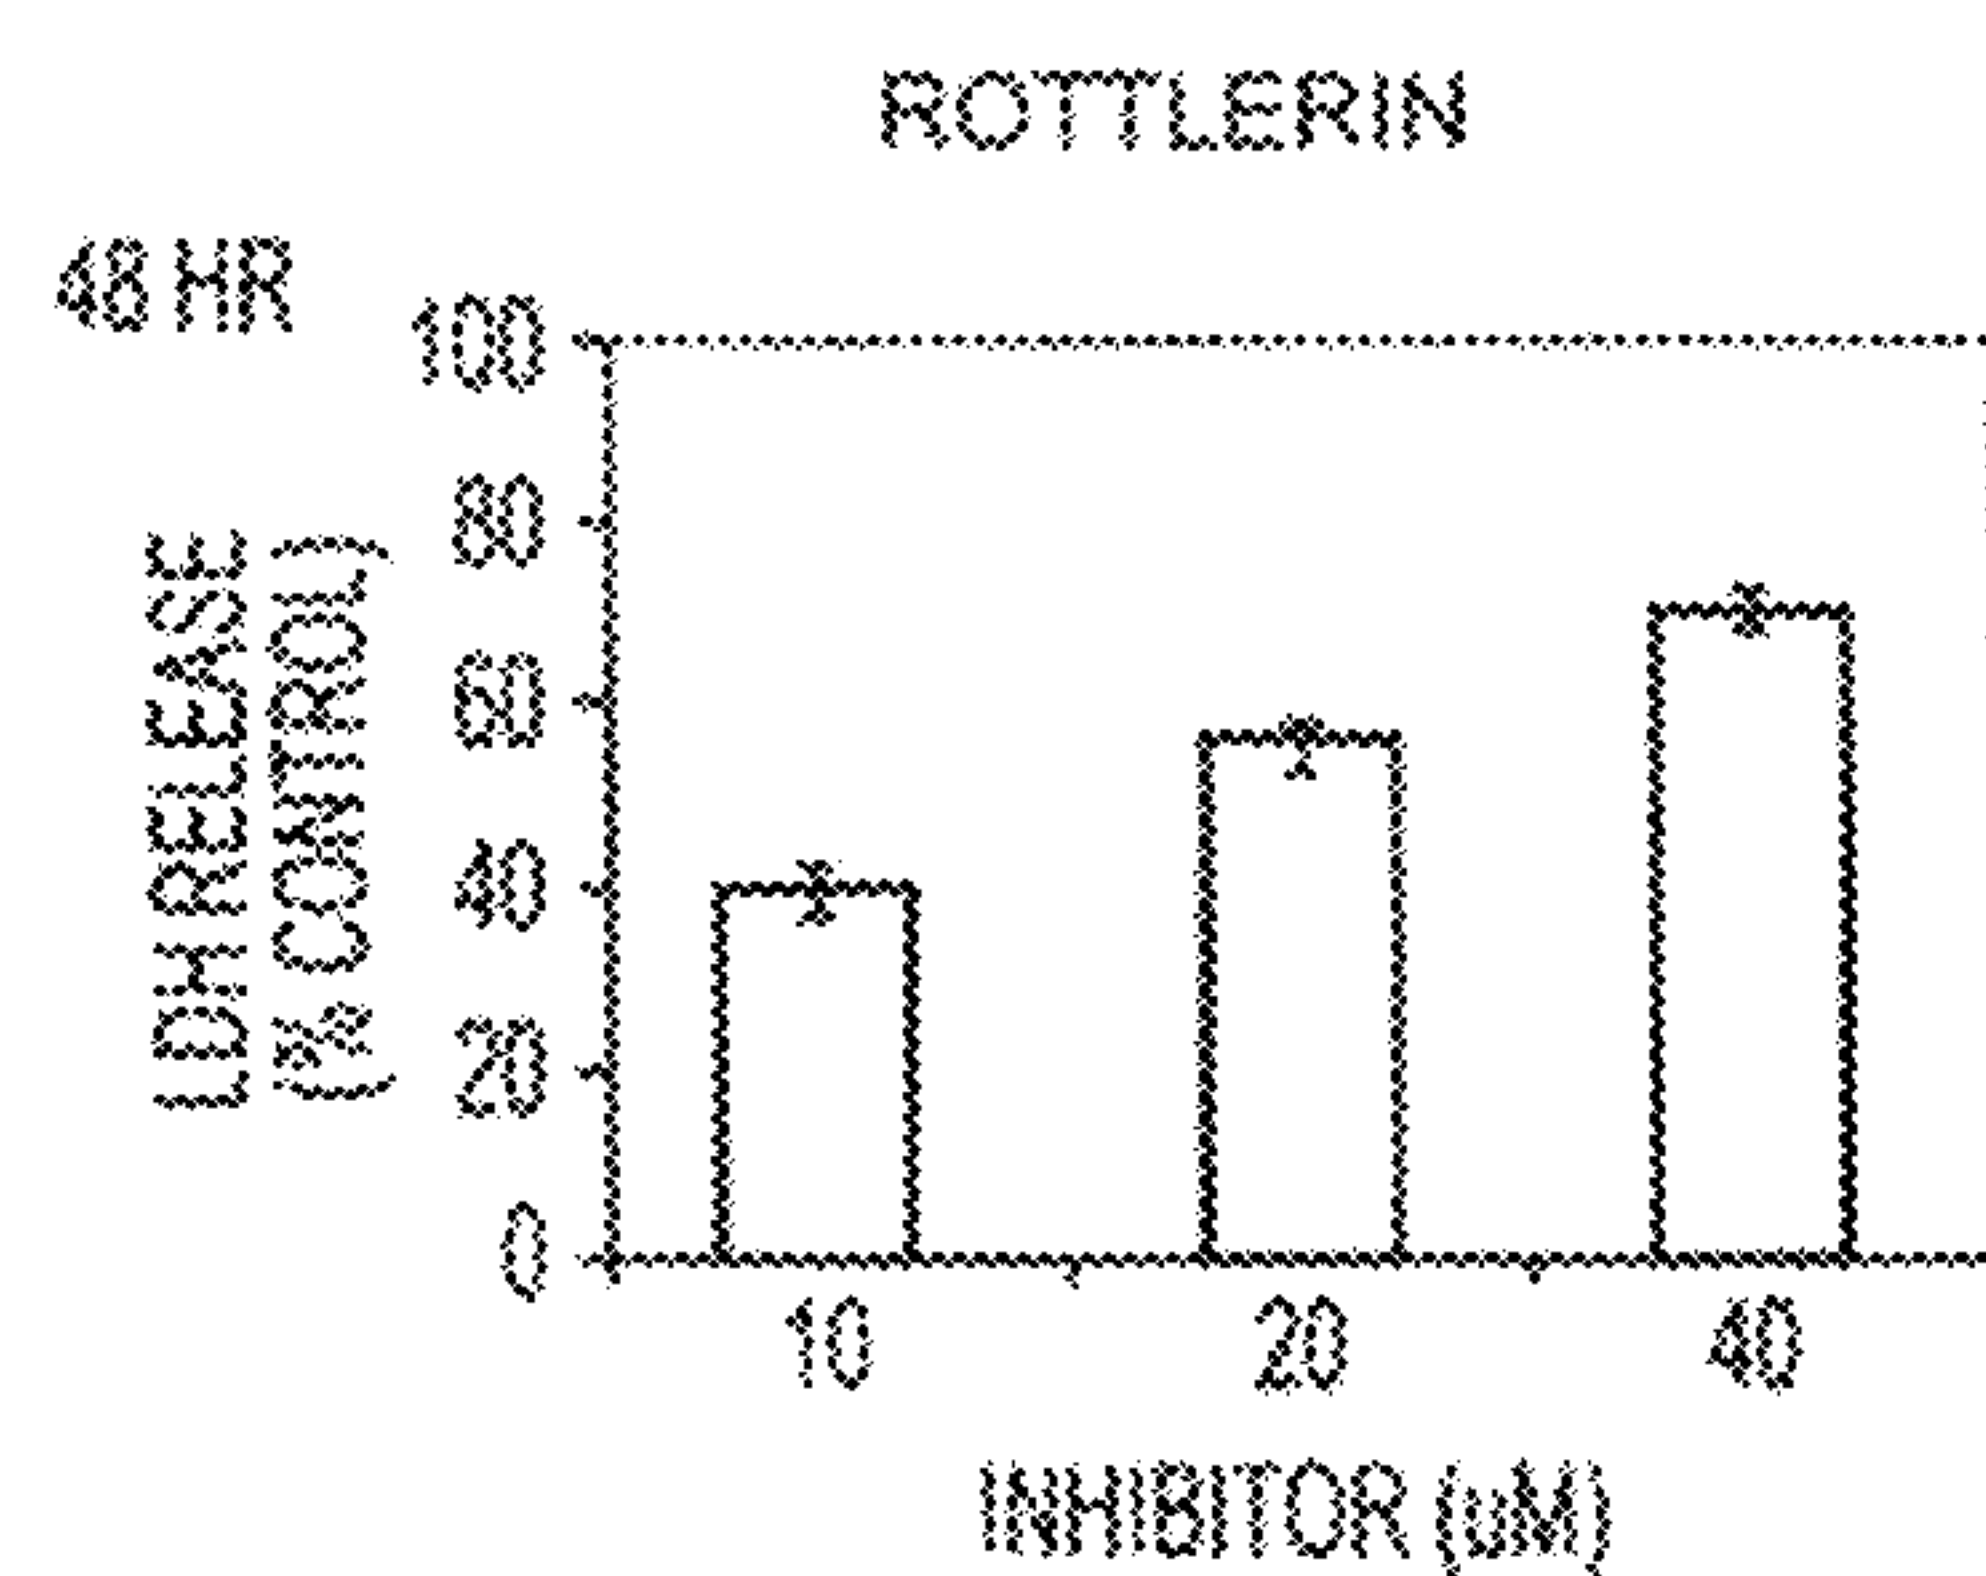 ROTTLERIN
48 HR
100
80
60
40
20
0
LDH RELEASE
(% CONTROL)
10 20 40
INHIBITOR (uM)